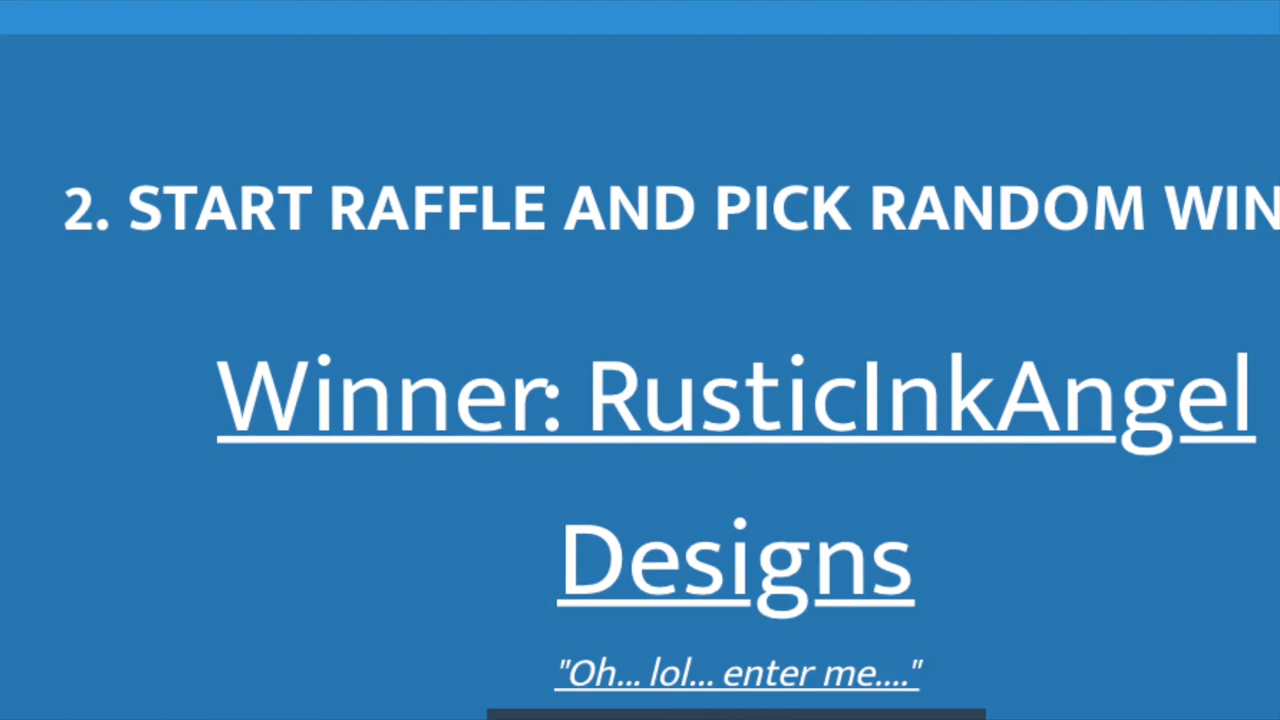 2. START RAFFLE AND PICK RANDOM WIN
Winner: RusticInkAngel
Designs
"Oh... lol... enter me...."